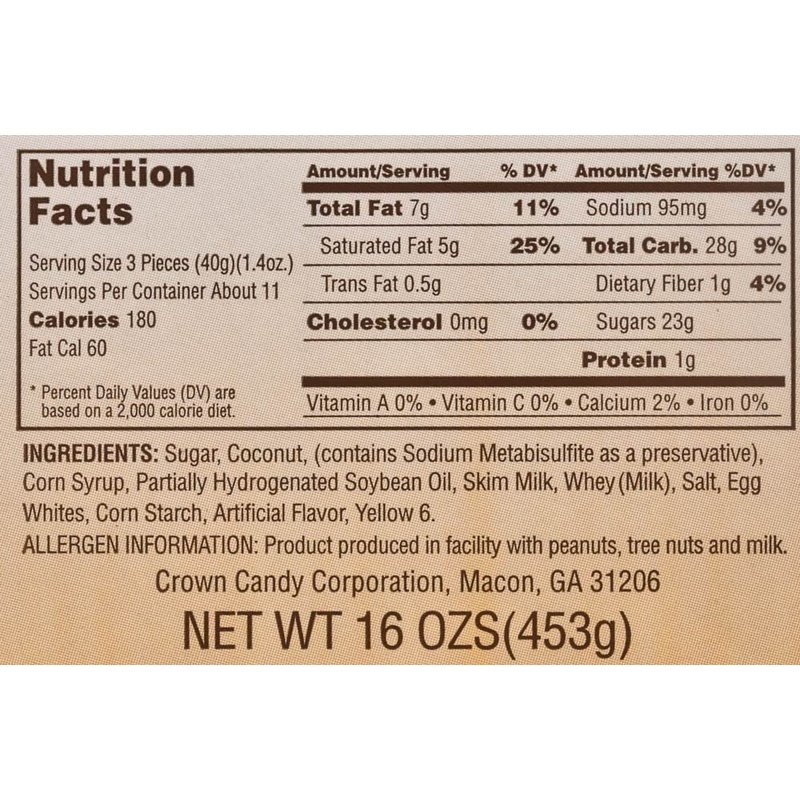 Nutrition
Facts
Serving Size 3 Pieces (40g)(1.4oz.)
Servings Per Container About 11
Calories 180
Fat Cal 60
* Percent Daily Values (DV) are
based on a 2,000 calorie diet.
Amount/Serving % DV* Amount/Serving %DV*
Total Fat 7g 11% Sodium 95mg 4%
Saturated Fat 5g 25% Total Carb. 28g 9%
Trans Fat 0.5g Dietary Fiber 1g 4%
Cholesterol 0mg 0% Sugars 23g
Protein 1g
Vitamin A 0% • Vitamin C 0% • Calcium 2% • Iron 0%
INGREDIENTS: Sugar, Coconut, (contains Sodium Metabisulfite as a preservative),
Corn Syrup, Partially Hydrogenated Soybean Oil, Skim Milk, Whey (Milk), Salt, Egg
Whites, Corn Starch, Artificial Flavor, Yellow 6.
ALLERGEN INFORMATION: Product produced in facility with peanuts, tree nuts and milk.
Crown Candy Corporation, Macon, GA 31206
NET WT 16 OZS(453g)